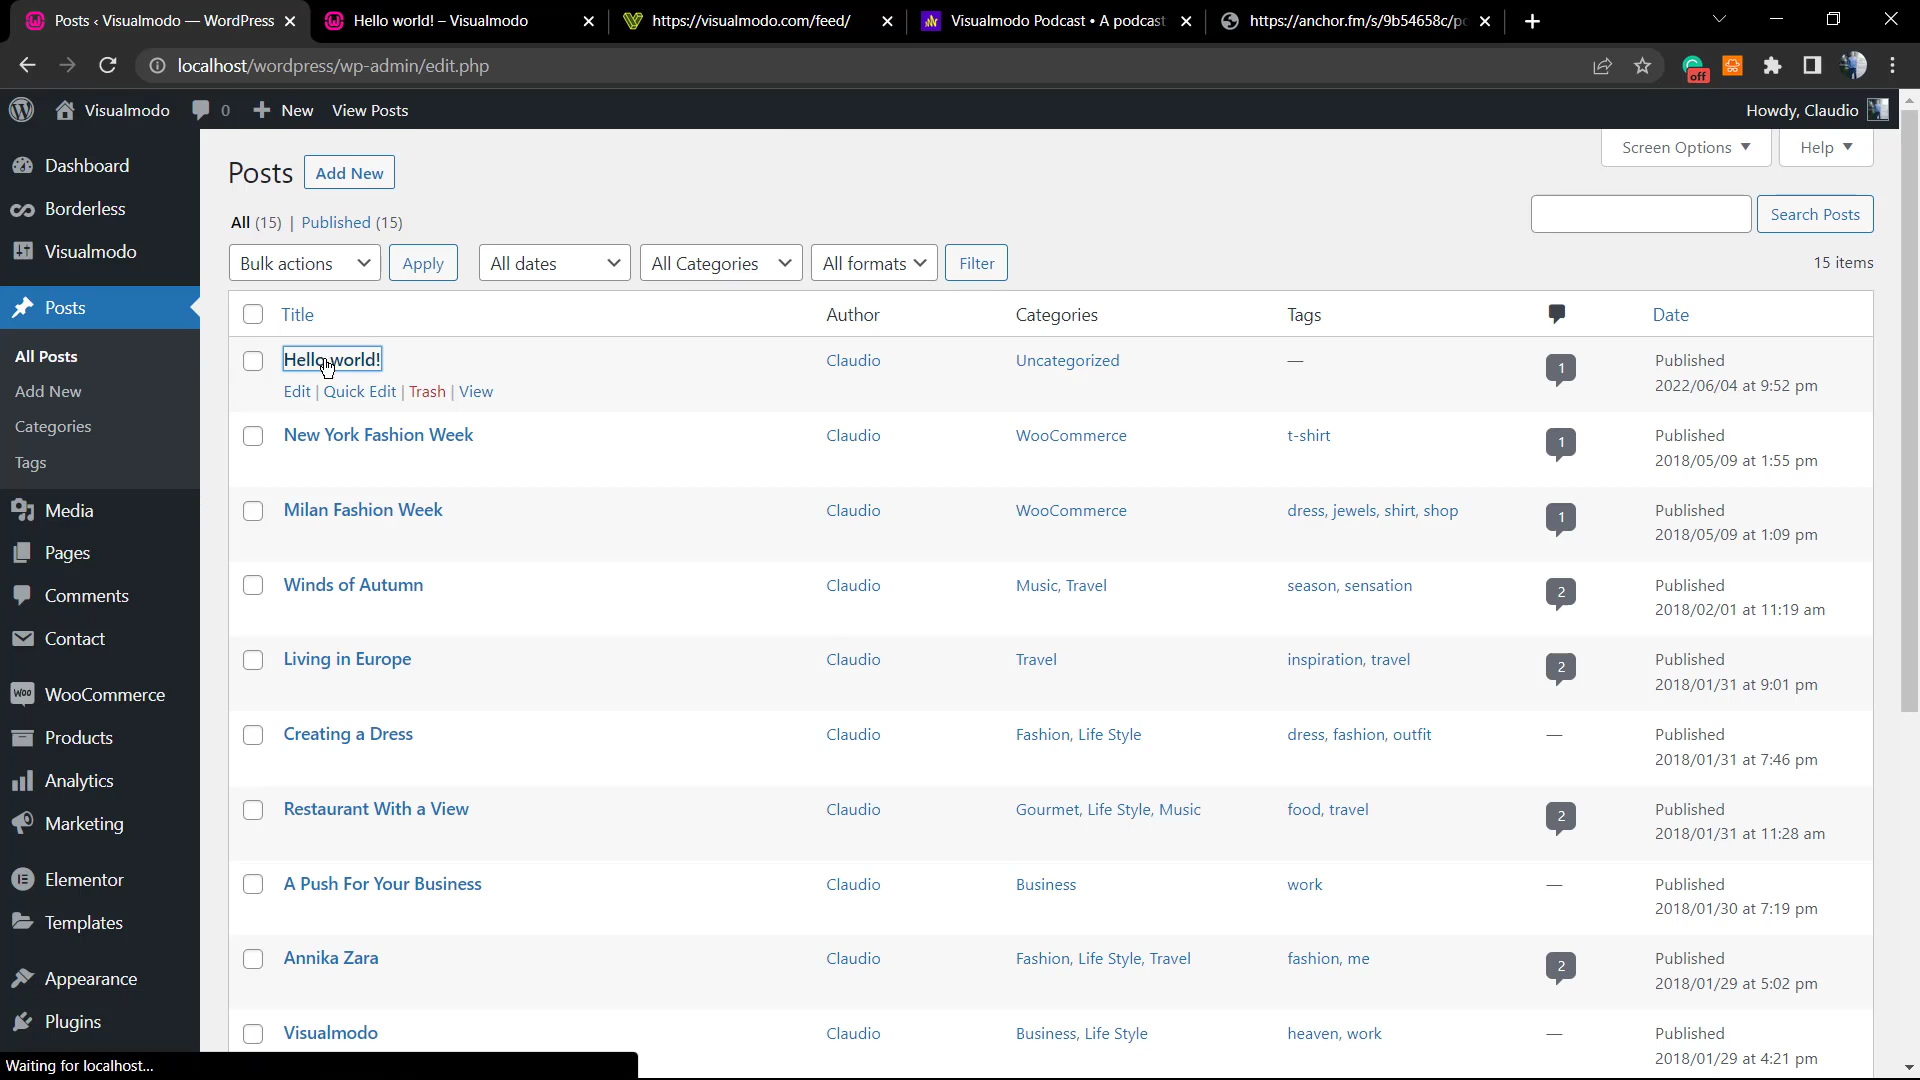 Posts ‹ Visualmodo — WordPress
Hello world! – Visualmodo
https://visualmodo.com/feed/
Visualmodo Podcast • A podcast
https://anchor.fm/s/9b54658c/po
localhost/wordpress/wp-admin/edit.php
off
Visualmodo
0
New
View Posts
Howdy, Claudio
Dashboard
Borderless
Visualmodo
Posts
All Posts
Add New
Categories
Tags
Media
Pages
Comments
Contact
Woo
WooCommerce
Products
Analytics
Marketing
Elementor
Templates
Appearance
Plugins
Screen Options
Help
Posts
Add New
All (15) | Published (15)
Search Posts
Bulk actions
Apply
All dates
All Categories
All formats
Filter
15 items
Title
Author
Categories
Tags
Date
Hello world!
Edit | Quick Edit | Trash | View
Claudio
Uncategorized
—
1
Published
2022/06/04 at 9:52 pm
New York Fashion Week
Claudio
WooCommerce
t-shirt
1
Published
2018/05/09 at 1:55 pm
Milan Fashion Week
Claudio
WooCommerce
dress, jewels, shirt, shop
1
Published
2018/05/09 at 1:09 pm
Winds of Autumn
Claudio
Music, Travel
season, sensation
2
Published
2018/02/01 at 11:19 am
Living in Europe
Claudio
Travel
inspiration, travel
2
Published
2018/01/31 at 9:01 pm
Creating a Dress
Claudio
Fashion, Life Style
dress, fashion, outfit
—
Published
2018/01/31 at 7:46 pm
Restaurant With a View
Claudio
Gourmet, Life Style, Music
food, travel
2
Published
2018/01/31 at 11:28 am
A Push For Your Business
Claudio
Business
work
—
Published
2018/01/30 at 7:19 pm
Annika Zara
Claudio
Fashion, Life Style, Travel
fashion, me
2
Published
2018/01/29 at 5:02 pm
Visualmodo
Claudio
Business, Life Style
heaven, work
—
Published
2018/01/29 at 4:21 pm
Waiting for localhost...